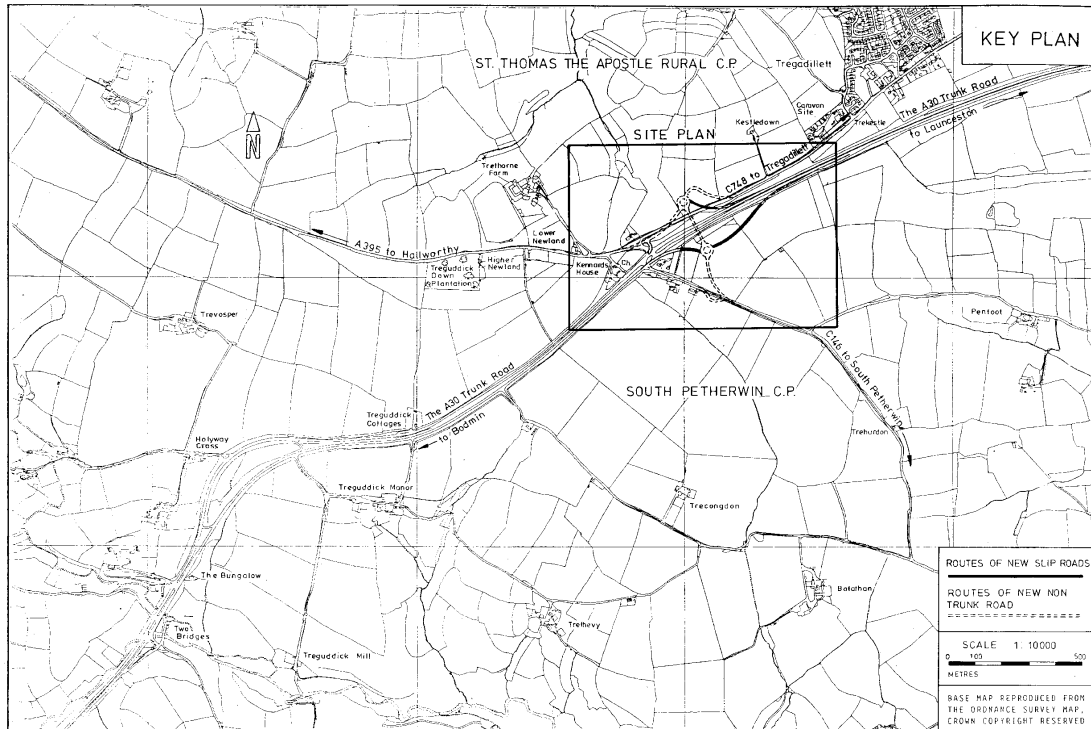 KEY PLAN
ST. THOMAS THE APOSTLE RURAL C.P.
Tregadillett
The A30 Trunk Road
to Launceston
Caravan
Site
Trekestle
Kestledown
SITE PLAN
C748 to Tregadillett
N
Trethorne
Farm
Lower
Newland
A395 to Hallworthy
Higher
Newland
Treguddick
Down
Plantation
Kennards
House
Ch
Trevosper
Penfoot
C146 to South Petherwin
SOUTH PETHERWIN C.P.
The A30 Trunk Road
to Bodmin
Treguddick
Cottages
Holyway
Cross
Trehurdon
Treguddick Manor
Trecongdon
The Bungalow
Two
Bridges
Trethevy
Botathan
Treguddick Mill
ROUTES OF NEW SLIP ROADS
ROUTES OF NEW NON
TRUNK ROAD
SCALE 1:10000
0 100 500
METRES
BASE MAP REPRODUCED FROM
THE ORDNANCE SURVEY MAP,
CROWN COPYRIGHT RESERVED